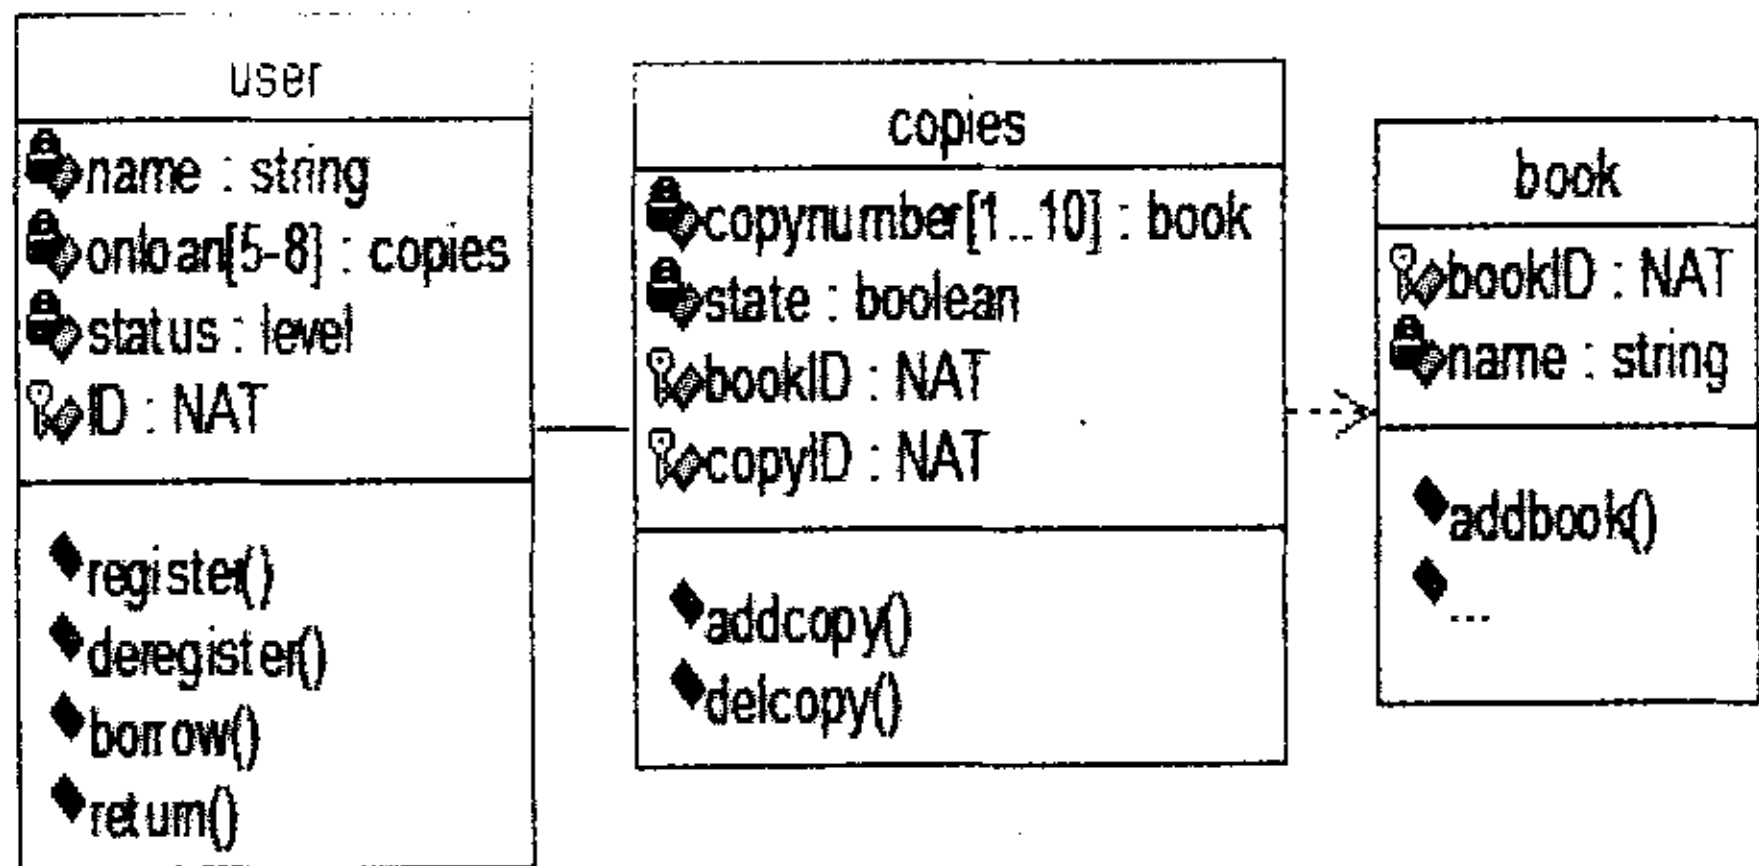 user
name : string
onloan[5-8] : copies
status : level
ID : NAT
register()
deregister()
borrow()
return()
copies
copynumber[1..10] : book
state : boolean
bookID : NAT
copyID : NAT
addcopy()
delcopy()
book
bookID : NAT
name : string
addbook()
...